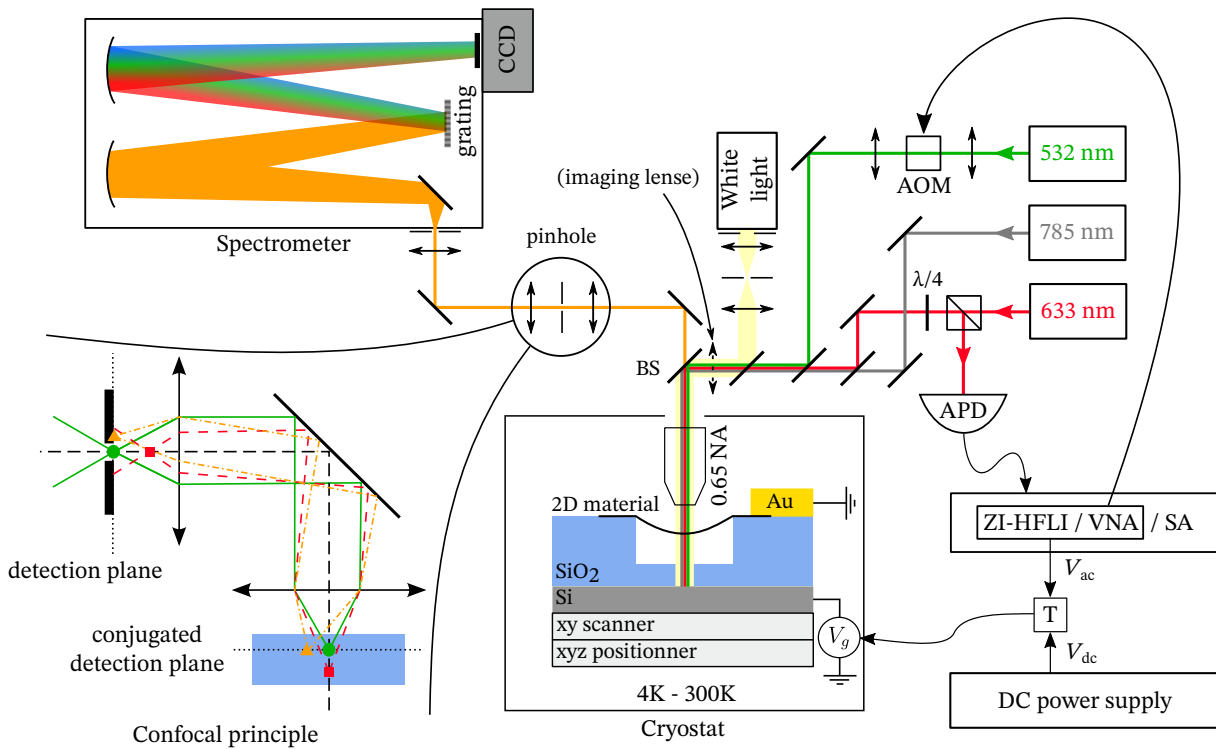 CCD
grating
Spectrometer
pinhole
(imaging lense)
White
light
AOM
532 nm
785 nm
λ/4
633 nm
BS
APD
0.65 NA
2D material
Au
SiO2
Si
xy scanner
xyz positionner
Vg
4K - 300K
Cryostat
ZI-HFLI / VNA / SA
Vac
T
Vdc
DC power supply
detection plane
conjugated
detection plane
Confocal principle